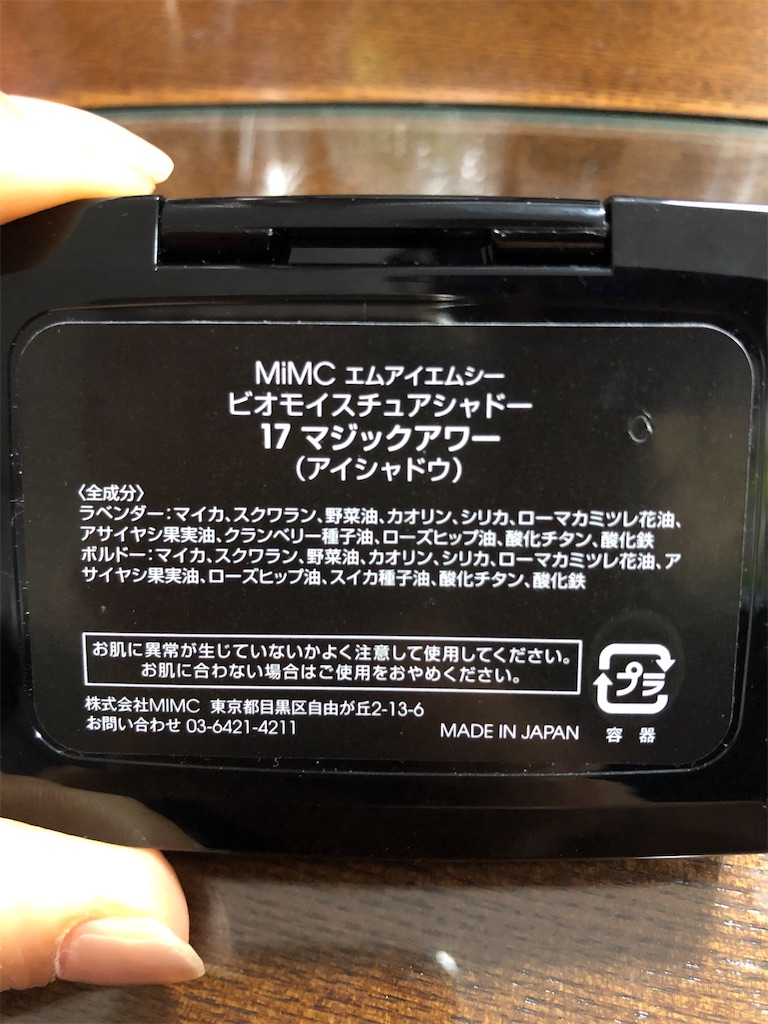 MiMC エムアイエムシー
ビオモイスチュアシャドー
17 マジックアワー
（アイシャドウ）
〈全成分〉
ラベンダー：マイカ、スクワラン、野菜油、カオリン、シリカ、ローマカミツレ花油、
アサイヤシ果実油、クランベリー種子油、ローズヒップ油、酸化チタン、酸化鉄
ボルドー：マイカ、スクワラン、野菜油、カオリン、シリカ、ローマカミツレ花油、ア
サイヤシ果実油、ローズヒップ油、スイカ種子油、酸化チタン、酸化鉄
お肌に異常が生じていないかよく注意して使用してください。
お肌に合わない場合はご使用をおやめください。
プラ
容器
株式会社MIMC 東京都目黒区自由が丘2-13-6
お問い合わせ 03-6421-4211
MADE IN JAPAN